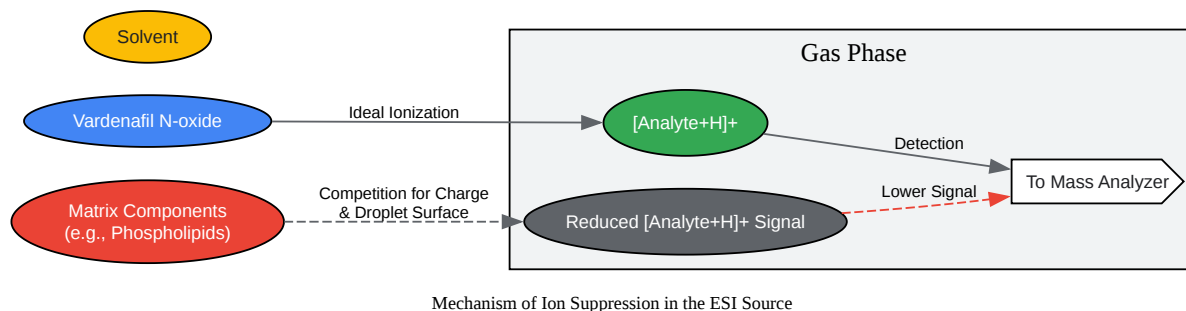 Solvent
Gas Phase
Vardenafil N-oxide
Ideal Ionization
[Analyte+H]+
Detection
To Mass Analyzer
Matrix Components
(e.g., Phospholipids)
Competition for Charge
& Droplet Surface
Reduced [Analyte+H]+ Signal
Lower Signal
Mechanism of Ion Suppression in the ESI Source